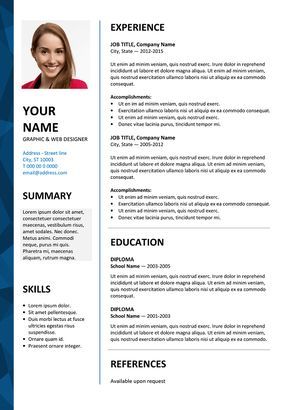 YOUR
NAME
GRAPHIC & WEB DESIGNER
Address - Street line
City, ST 10003
T 000 00 0 0000
email@address.com
SUMMARY
Lorem ipsum dolor sit amet,
consectetuer consectetuer
maecenas, vestibulum risus,
amet sodales. Nec donec
commodo wisi. Congue
neque, purus mi quis.
Pharetra mi, maecenas
aliquam rutrum.
SKILLS
• Lorem ipsum dolor.
• Sit amet pellentesque.
• Duis morbi lectus at fusce
ultricies egestas risus
suspendisse.
• Ornare quam id.
• Praesent ornare integer.
EXPERIENCE
JOB TITLE, Company Name
City, State — 2012-2015
Ut enim ad minim veniam, quis nostrud exerc. Irure dolor in reprehend
incididunt ut labore et dolore magna aliqua. Ut enim ad minim veniam,
quis nostrud exercitation ullamco laboris nisi ut aliquip ex ea commodo
consequat.
Accomplishments:
• Ut en im ad minim veniam, quis nostrud exerc.
• Exercitation ullamco laboris nisi ut aliquip ex ea commodo consequat.
• Ut enim ad minim veniam, quis nostrud exerc.
• Donec vitae lacinia purus, tincidunt tempor mi.
JOB TITLE, Company Name
City, State — 2005-2012
Ut enim ad minim veniam, quis nostrud exerc. Irure dolor in reprehend
incididunt ut labore et dolore magna aliqua. Ut enim ad minim veniam,
quis nostrud exercitation ullamco laboris nisi ut aliquip ex ea commodo
consequat.
Accomplishments:
• Ut en im ad minim veniam, quis nostrud exerc.
• Exercitation ullamco laboris nisi ut aliquip ex ea commodo consequat.
• Ut enim ad minim veniam, quis nostrud exerc.
• Donec vitae lacinia purus, tincidunt tempor mi.
EDUCATION
DIPLOMA
School Name — 2003-2005
Ut enim ad minim veniam, quis nostrud exerc. Irure dolor in reprehend
incididunt ut labore et dolore magna aliqua. Ut enim ad minim veniam,
quis nostrud exercitation ullamco laboris nisi ut aliquip ex ea commodo
consequat.
DIPLOMA
School Name — 2001-2003
Ut enim ad minim veniam, quis nostrud exerc. Irure dolor in reprehend
incididunt ut labore et dolore magna aliqua. Ut enim ad minim veniam,
quis nostrud exercitation ullamco laboris nisi ut aliquip ex ea commodo
REFERENCES
Available upon request